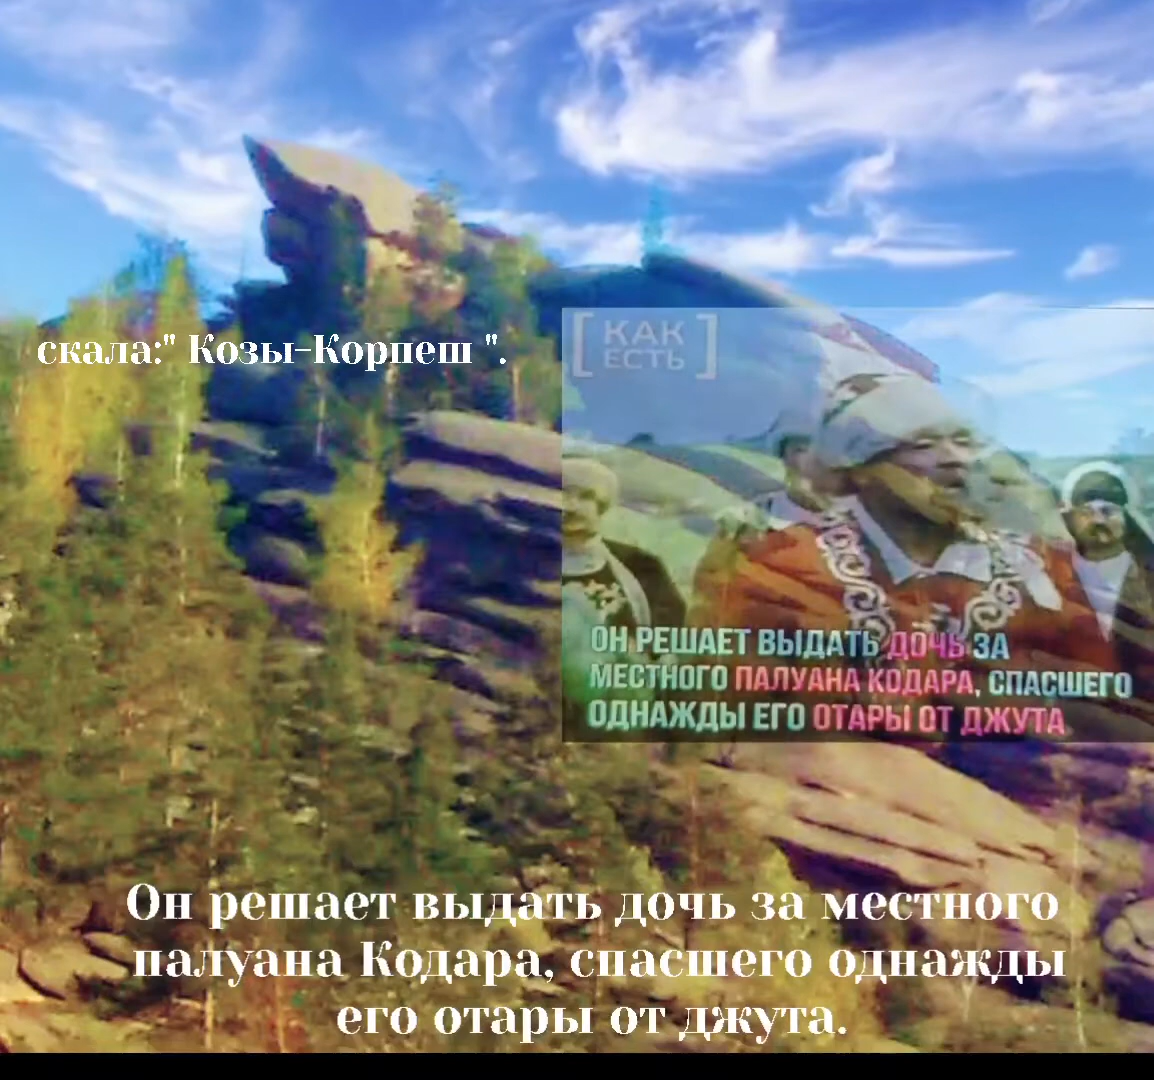 скала:" Козы-Корпеш ".
[ КАК
ЕСТЬ ]
ОН РЕШАЕТ ВЫДАТЬ ДОЧЬ ЗА
МЕСТНОГО ПАЛУАНА КОДАРА, СПАСШЕГО
ОДНАЖДЫ ЕГО ОТАРЫ ОТ ДЖУТА
Он решает выдать дочь за местного
палуана Кодара, спасшего однажды
его отары от джута.